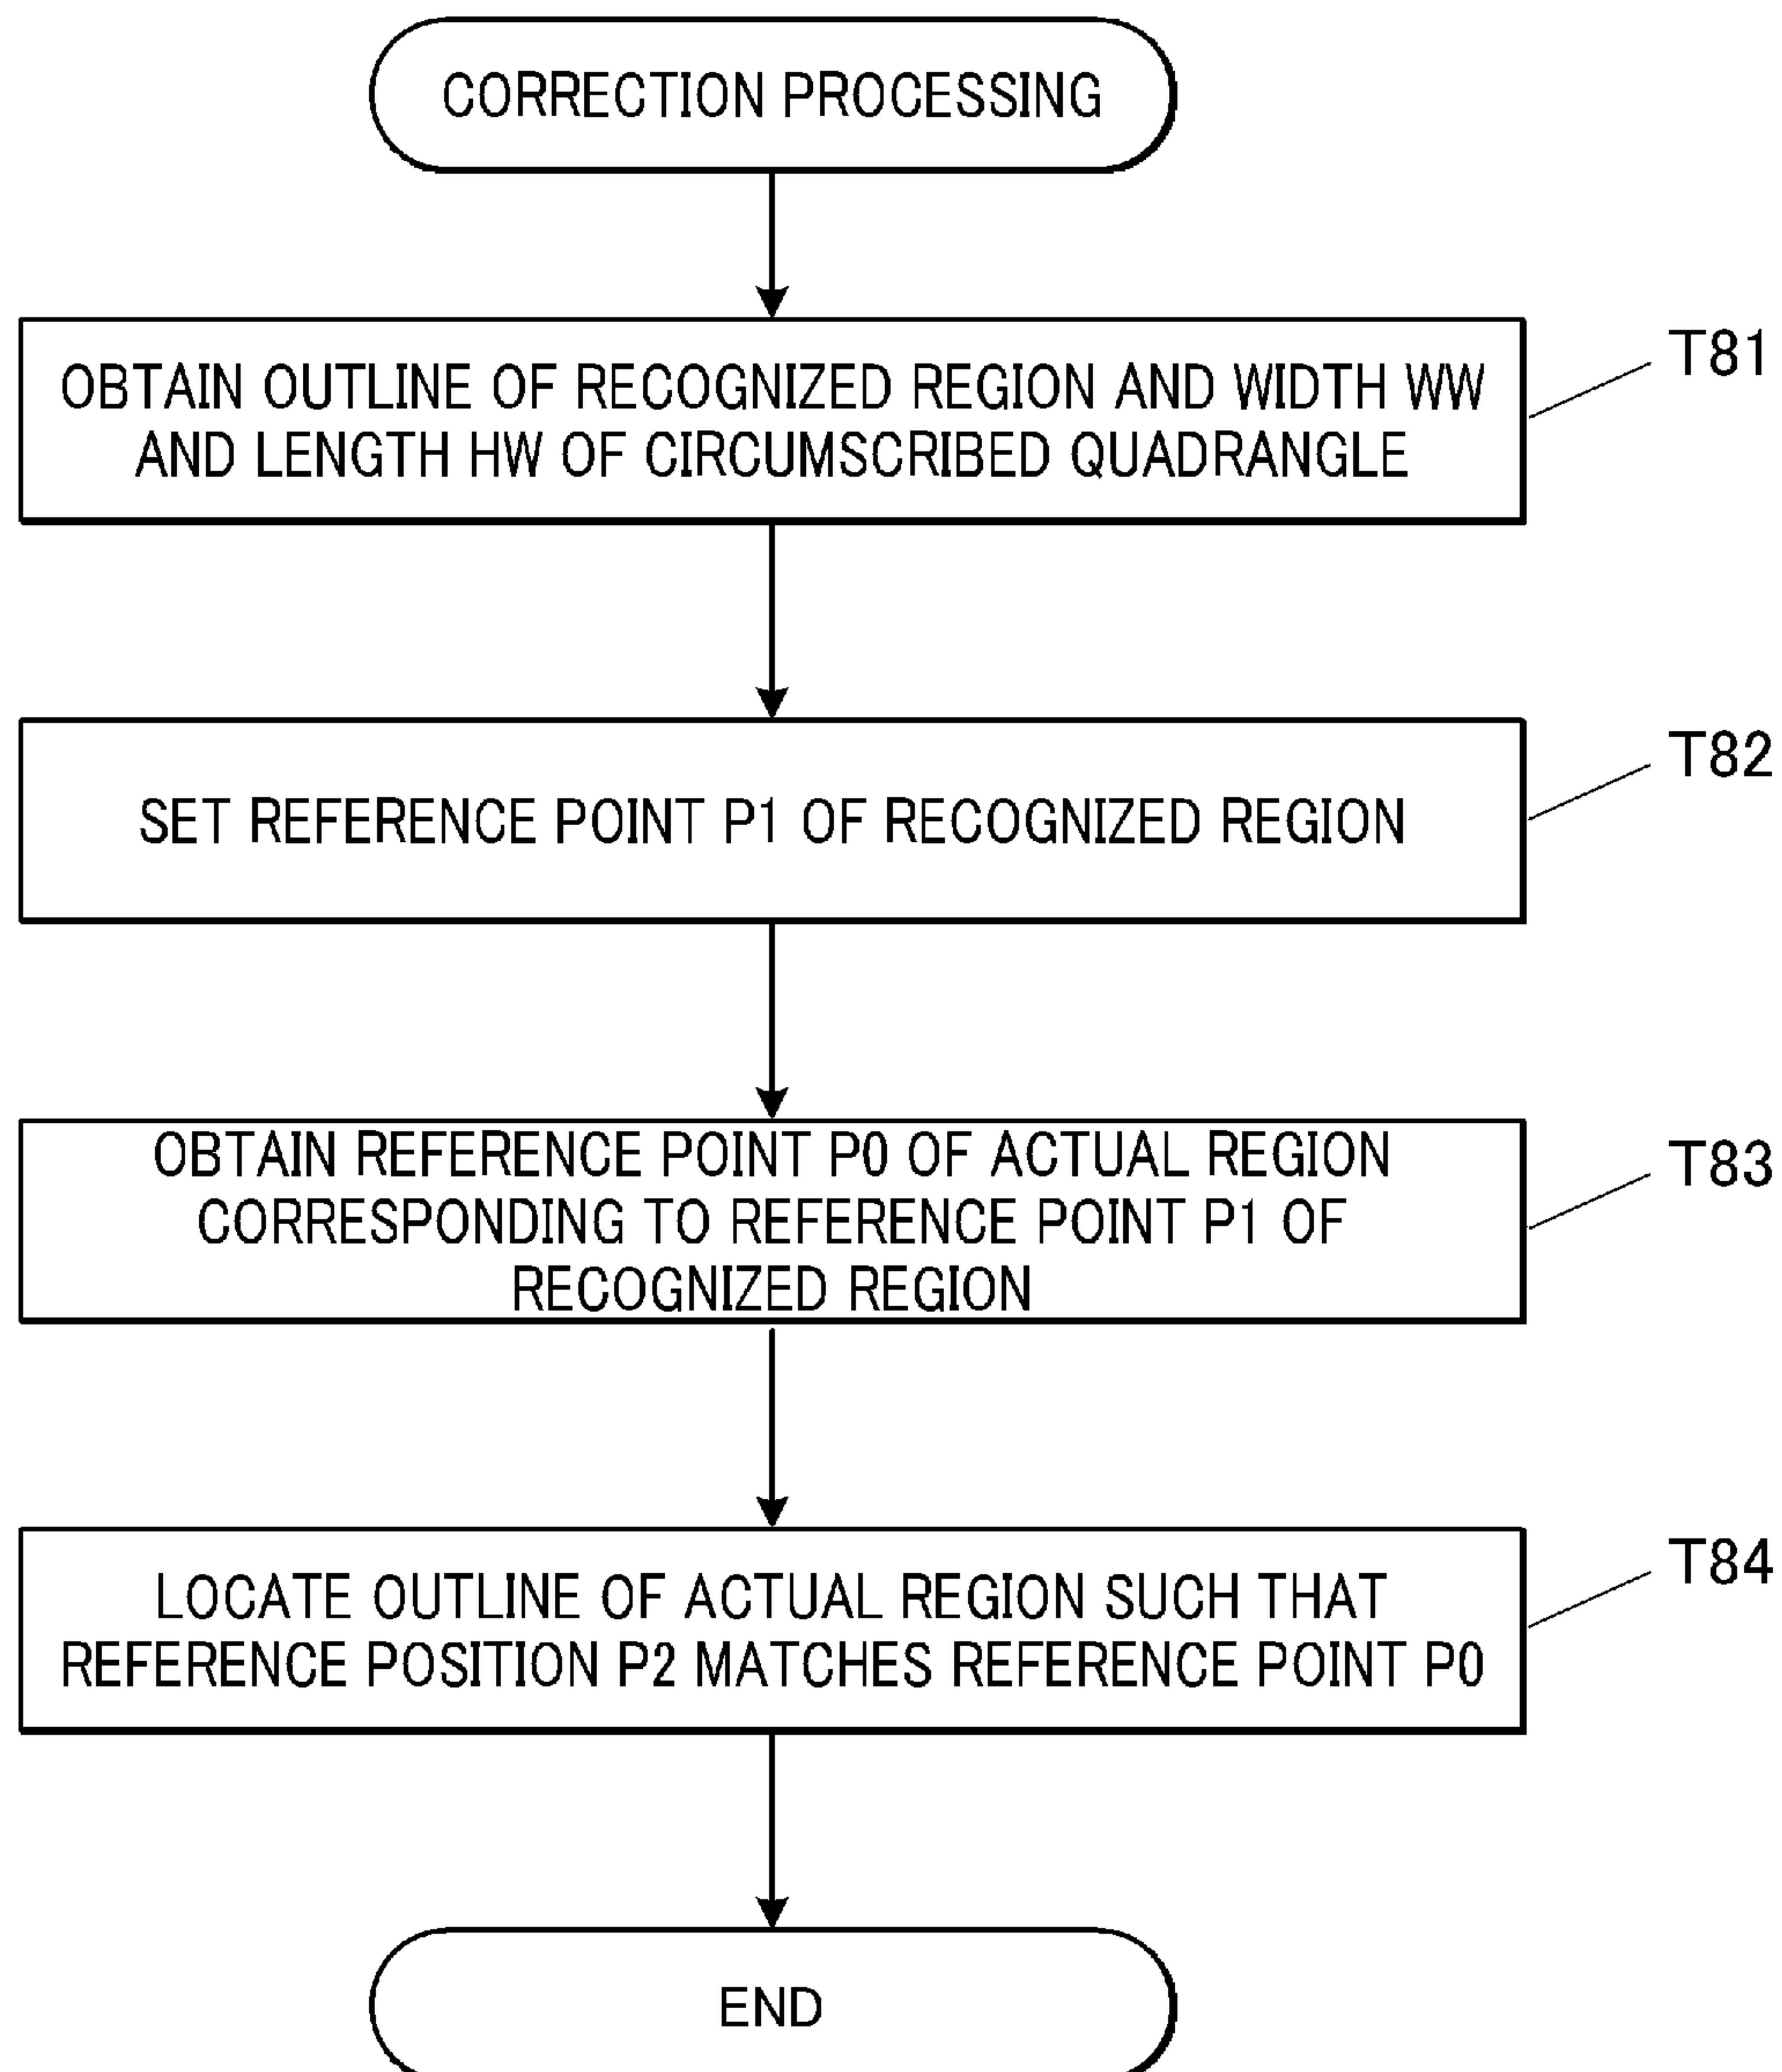 CORRECTION PROCESSING
OBTAIN OUTLINE OF RECOGNIZED REGION AND WIDTH WW
AND LENGTH HW OF CIRCUMSCRIBED QUADRANGLE
T81
SET REFERENCE POINT P1 OF RECOGNIZED REGION
T82
OBTAIN REFERENCE POINT P0 OF ACTUAL REGION
CORRESPONDING TO REFERENCE POINT P1 OF
RECOGNIZED REGION
T83
LOCATE OUTLINE OF ACTUAL REGION SUCH THAT
REFERENCE POSITION P2 MATCHES REFERENCE POINT P0
T84
END